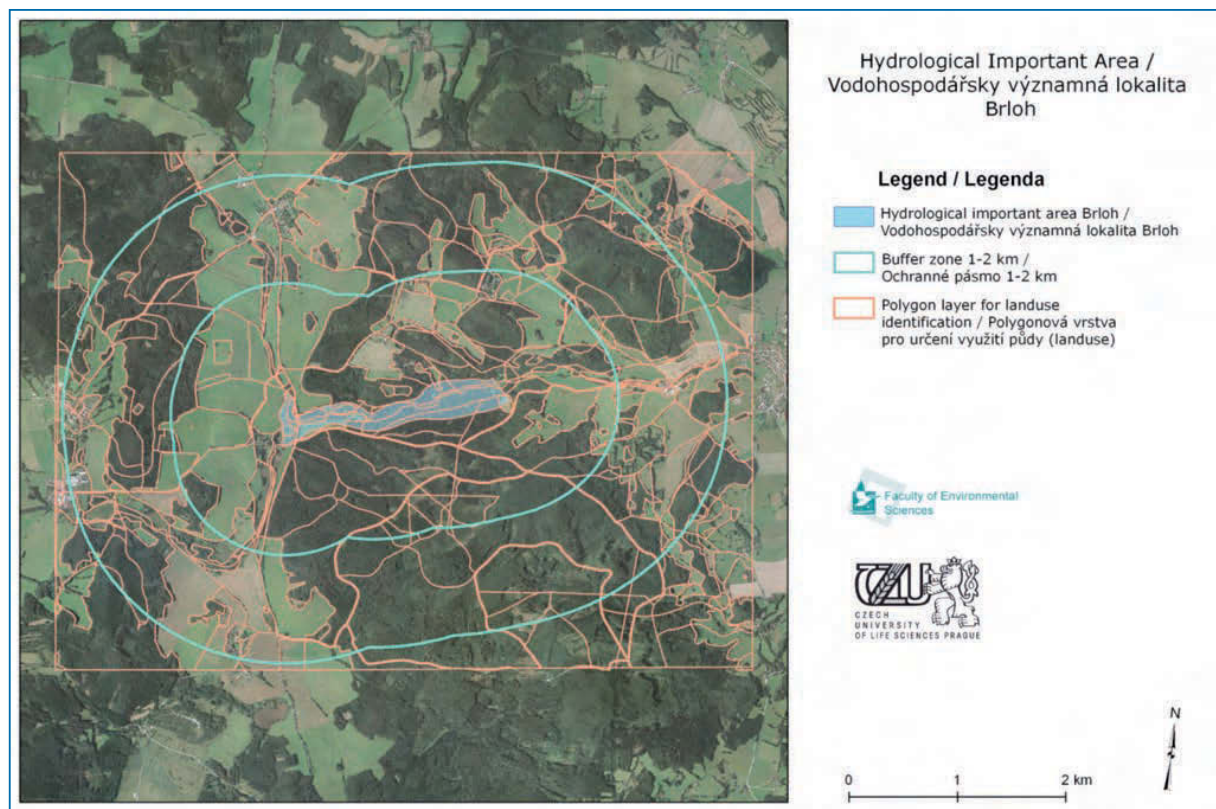 Hydrological Important Area /
Vodohospodářsky významná lokalita
Brloh
Legend / Legenda
Hydrological important area Brloh /
Vodohospodářsky významná lokalita Brloh
Buffer zone 1-2 km /
Ochranné pásmo 1-2 km
Polygon layer for landuse
identification / Polygonová vrstva
pro určení využití půdy (landuse)
Faculty of Environmental
Sciences
CZU
CZECH
UNIVERSITY
OF LIFE SCIENCES PRAGUE
N
0 1 2 km